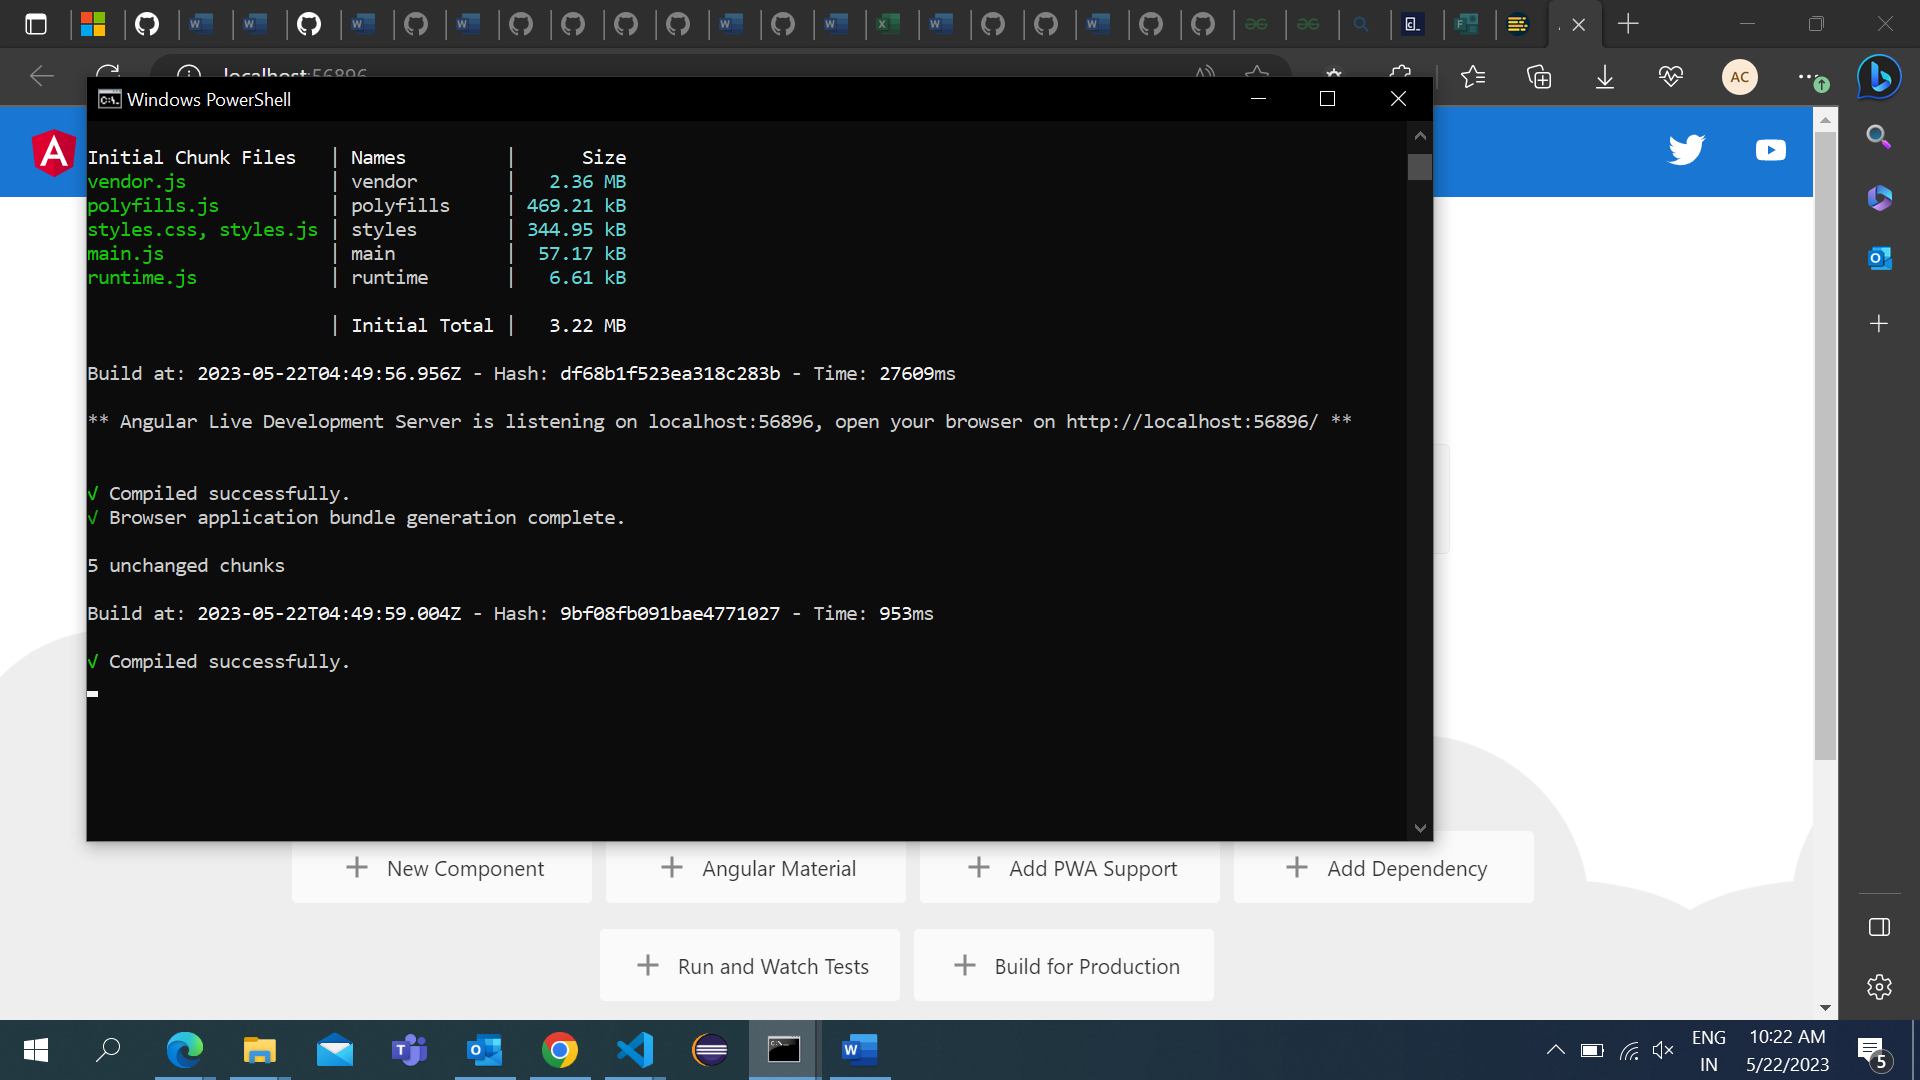 localhost:56896
AC
Windows PowerShell
Initial Chunk Files | Names | Size
vendor.js | vendor | 2.36 MB
polyfills.js | polyfills | 469.21 kB
styles.css, styles.js | styles | 344.95 kB
main.js | main | 57.17 kB
runtime.js | runtime | 6.61 kB
| Initial Total | 3.22 MB
Build at: 2023-05-22T04:49:56.956Z - Hash: df68b1f523ea318c283b - Time: 27609ms
** Angular Live Development Server is listening on localhost:56896, open your browser on http://localhost:56896/ **
√ Compiled successfully.
√ Browser application bundle generation complete.
5 unchanged chunks
Build at: 2023-05-22T04:49:59.004Z - Hash: 9bf08fb091bae4771027 - Time: 953ms
√ Compiled successfully.
New Component
Angular Material
Add PWA Support
Add Dependency
Run and Watch Tests
Build for Production
ENG
IN
10:22 AM
5/22/2023
5